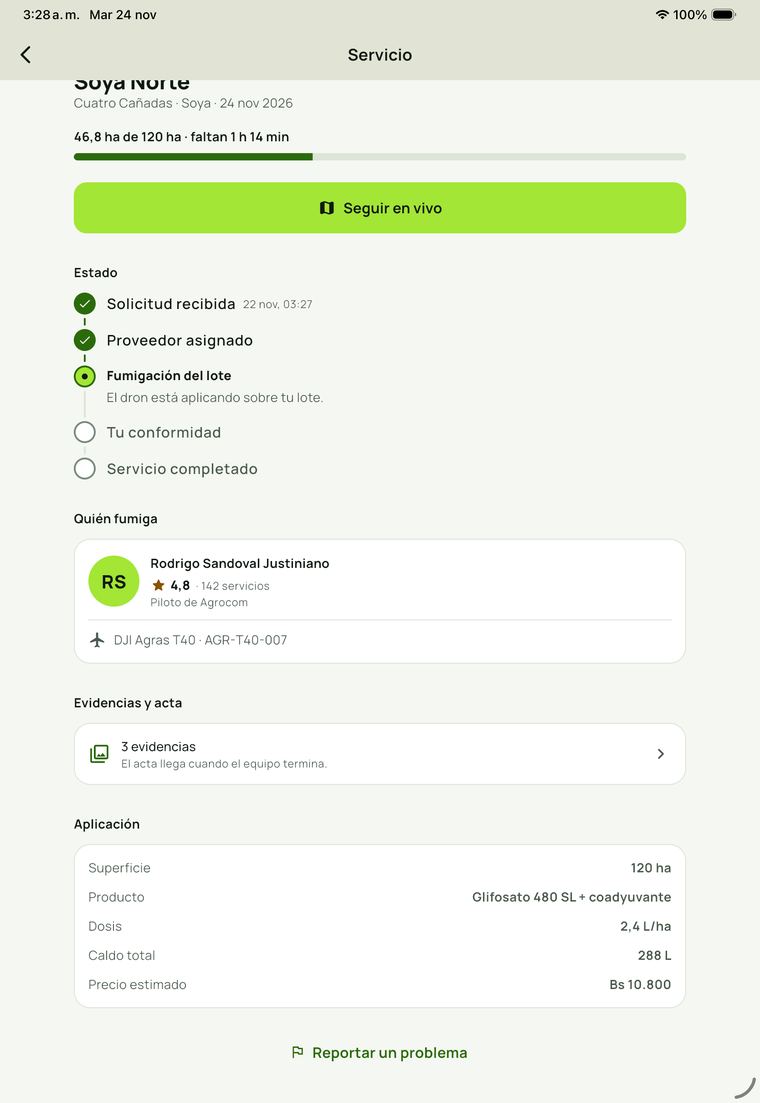 3:28 a. m. Mar 24 nov
100%
Servicio
Soya Norte
Cuatro Cañadas · Soya · 24 nov 2026
46,8 ha de 120 ha · faltan 1 h 14 min
Seguir en vivo
Estado
Solicitud recibida 22 nov, 03:27
Proveedor asignado
Fumigación del lote
El dron está aplicando sobre tu lote.
Tu conformidad
Servicio completado
Quién fumiga
RS
Rodrigo Sandoval Justiniano
4,8 · 142 servicios
Piloto de Agrocom
DJI Agras T40 · AGR-T40-007
Evidencias y acta
3 evidencias
El acta llega cuando el equipo termina.
Aplicación
Superficie 120 ha
Producto Glifosato 480 SL + coadyuvante
Dosis 2,4 L/ha
Caldo total 288 L
Precio estimado Bs 10.800
Reportar un problema